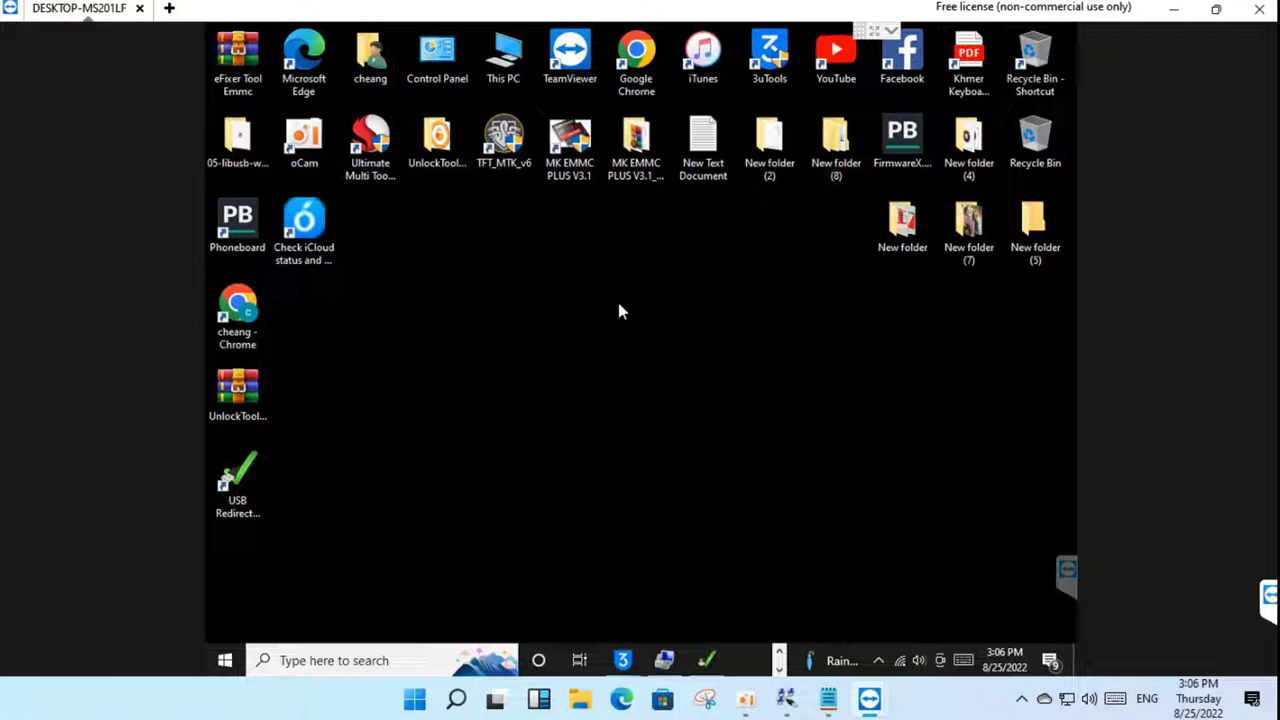 DESKTOP-MS201LF
Free license (non-commercial use only)
eFixer Tool
Emmc
Microsoft
Edge
cheang
Control Panel
This PC
TeamViewer
Google
Chrome
iTunes
3uTools
YouTube
Facebook
PDF
Khmer
Keyboa...
Recycle Bin -
Shortcut
05-libusb-w...
oCam
Ultimate
Multi Too...
UnlockTool...
TFT_MTK_v6
MK EMMC
PLUS V3.1
MK EMMC
PLUS V3.1_...
New Text
Document
New folder
(2)
New folder
(8)
PB
FirmwareX....
New folder
(4)
Recycle Bin
PB
Phoneboard
Check iCloud
status and ...
New folder
New folder
(7)
New folder
(5)
c
cheang -
Chrome
UnlockTool...
USB
Redirect...
Type here to search
3
Rain...
3:06 PM
8/25/2022
9
ENG
3:06 PM
Thursday
8/25/2022